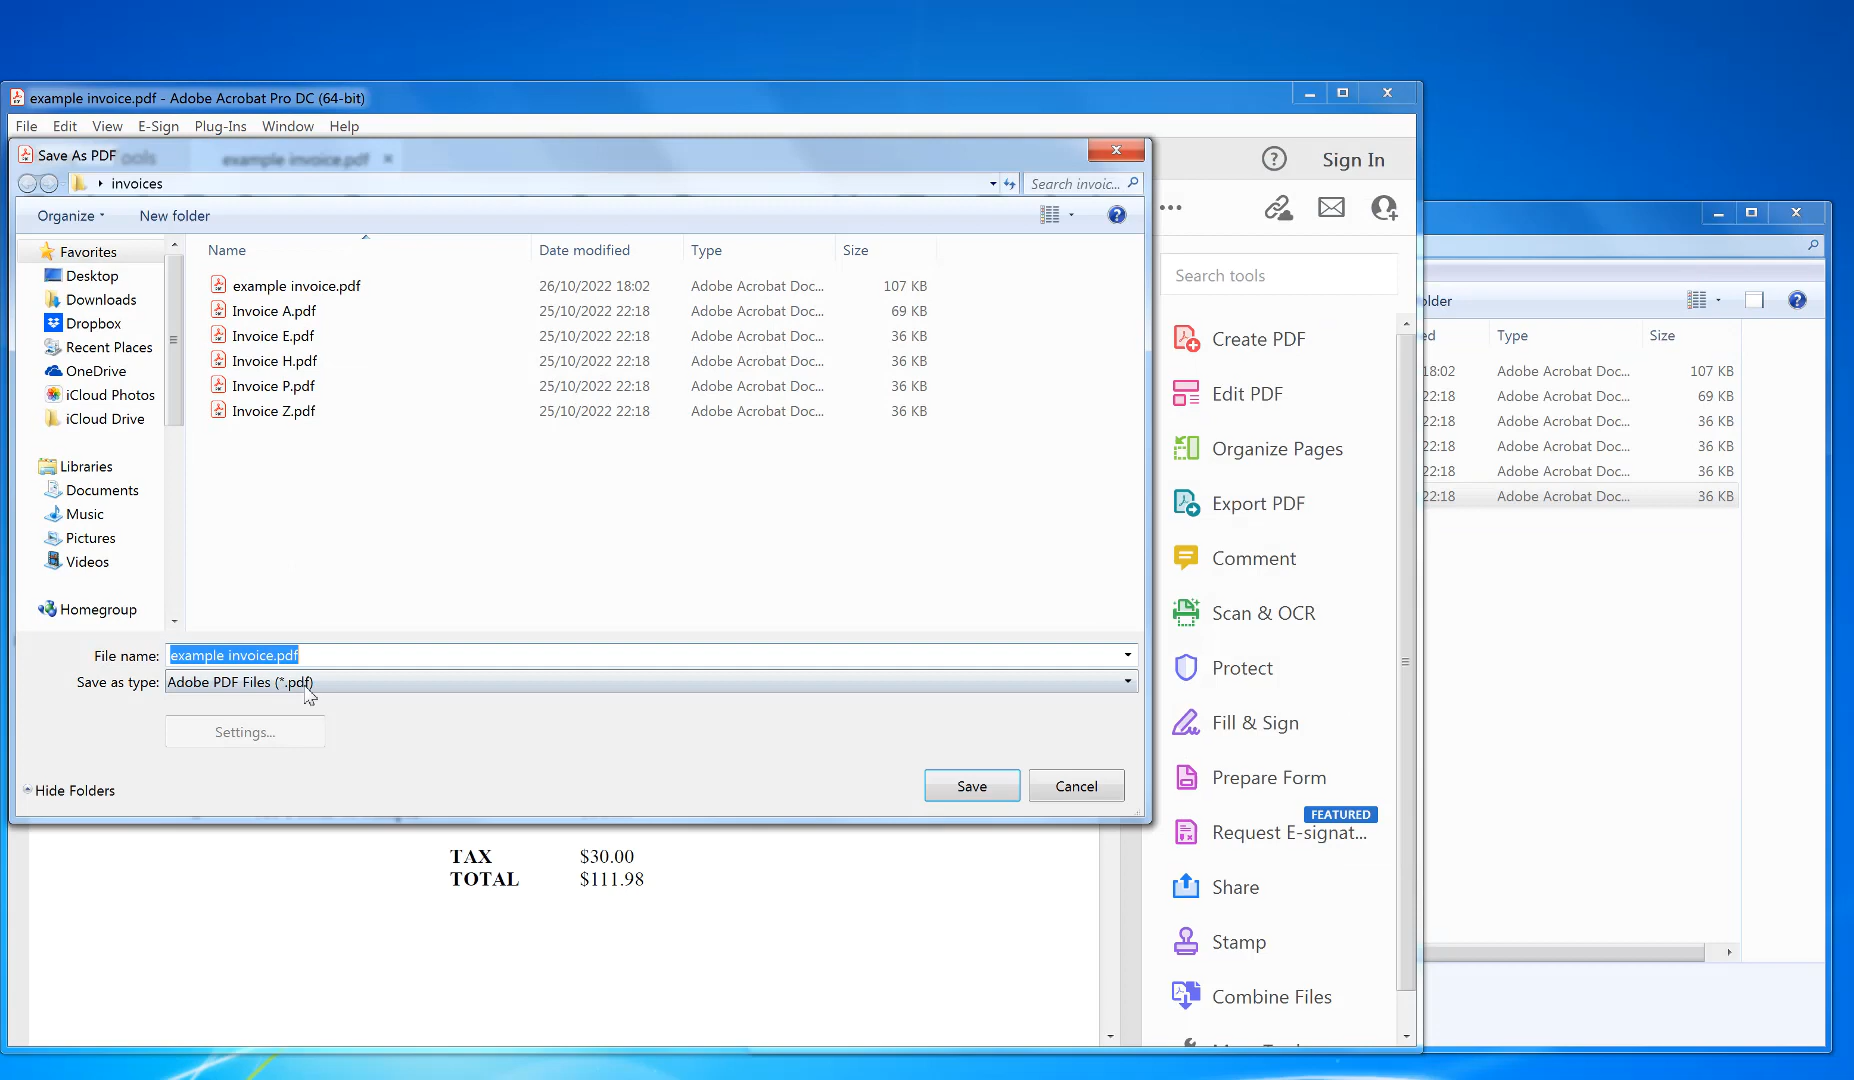 example invoice.pdf - Adobe Acrobat Pro DC (64-bit)
File Edit View E-Sign Plug-Ins Window Help
Save As PDF
ools
example invoice.pdf
Sign In
invoices
Search invoic...
Organize
New folder
Name Date modified Type Size
example invoice.pdf 26/10/2022 18:02 Adobe Acrobat Doc... 107 KB
Invoice A.pdf 25/10/2022 22:18 Adobe Acrobat Doc... 69 KB
Invoice E.pdf 25/10/2022 22:18 Adobe Acrobat Doc... 36 KB
Invoice H.pdf 25/10/2022 22:18 Adobe Acrobat Doc... 36 KB
Invoice P.pdf 25/10/2022 22:18 Adobe Acrobat Doc... 36 KB
Invoice Z.pdf 25/10/2022 22:18 Adobe Acrobat Doc... 36 KB
Favorites
Desktop
Downloads
Dropbox
Recent Places
OneDrive
iCloud Photos
iCloud Drive
Libraries
Documents
Music
Pictures
Videos
Homegroup
File name: example invoice.pdf
Save as type: Adobe PDF Files (*.pdf)
Settings...
Hide Folders
Save
Cancel
TAX $30.00
TOTAL $111.98
Search tools
Create PDF
Edit PDF
Organize Pages
Export PDF
Comment
Scan & OCR
Protect
Fill & Sign
Prepare Form
FEATURED
Request E-signat...
Share
Stamp
Combine Files
older
ed Type Size
18:02 Adobe Acrobat Doc... 107 KB
22:18 Adobe Acrobat Doc... 69 KB
22:18 Adobe Acrobat Doc... 36 KB
22:18 Adobe Acrobat Doc... 36 KB
22:18 Adobe Acrobat Doc... 36 KB
22:18 Adobe Acrobat Doc... 36 KB